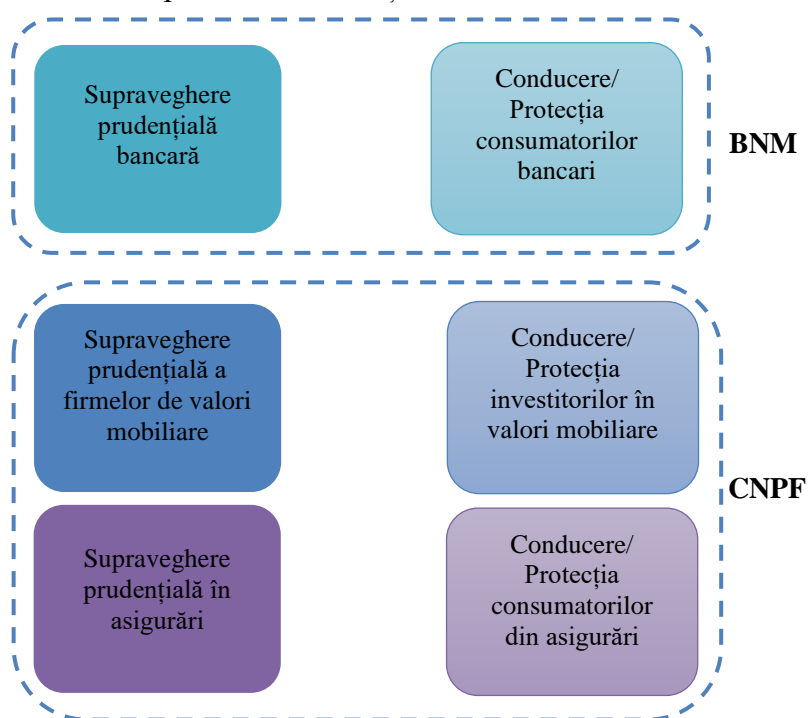 Supraveghere
prudențială
bancară
Conducere/
Protecția
consumatorilor
bancari
BNM
Supraveghere
prudențială a
firmelor de valori
mobiliare
Conducere/
Protecția
investitorilor în
valori mobiliare
CNPF
Supraveghere
prudențială în
asigurări
Conducere/
Protecția
consumatorilor
din asigurări